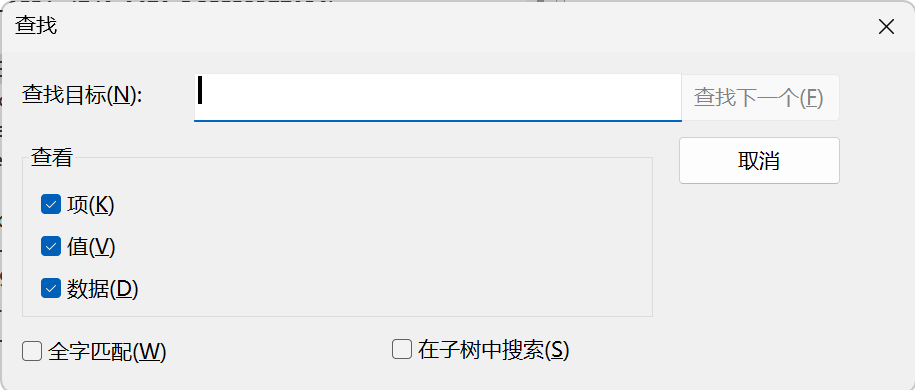 查找
查找目标(N):
查找下一个(F)
查看
取消
项(K)
值(V)
数据(D)
全字匹配(W)
在子树中搜索(S)